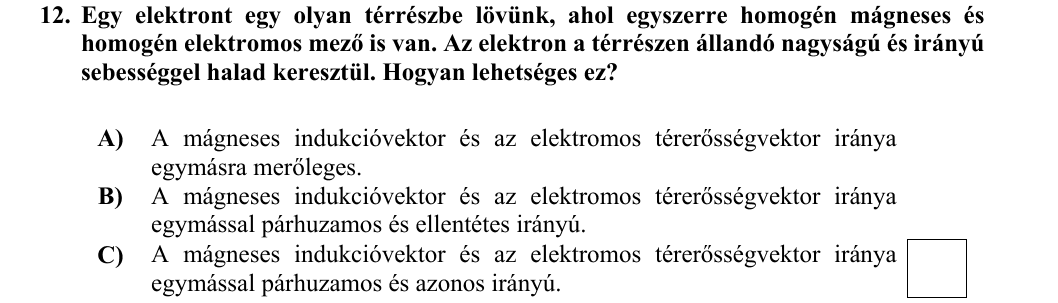 12. Egy elektront egy olyan térrészbe lövünk, ahol egyszerre homogén mágneses és
homogén elektromos mező is van. Az elektron a térrészen állandó nagyságú és irányú
sebességgel halad keresztül. Hogyan lehetséges ez?
A) A mágneses indukcióvektor és az elektromos térerősségvektor iránya
egymásra merőleges.
B) A mágneses indukcióvektor és az elektromos térerősségvektor iránya
egymással párhuzamos és ellentétes irányú.
C) A mágneses indukcióvektor és az elektromos térerősségvektor iránya
egymással párhuzamos és azonos irányú.